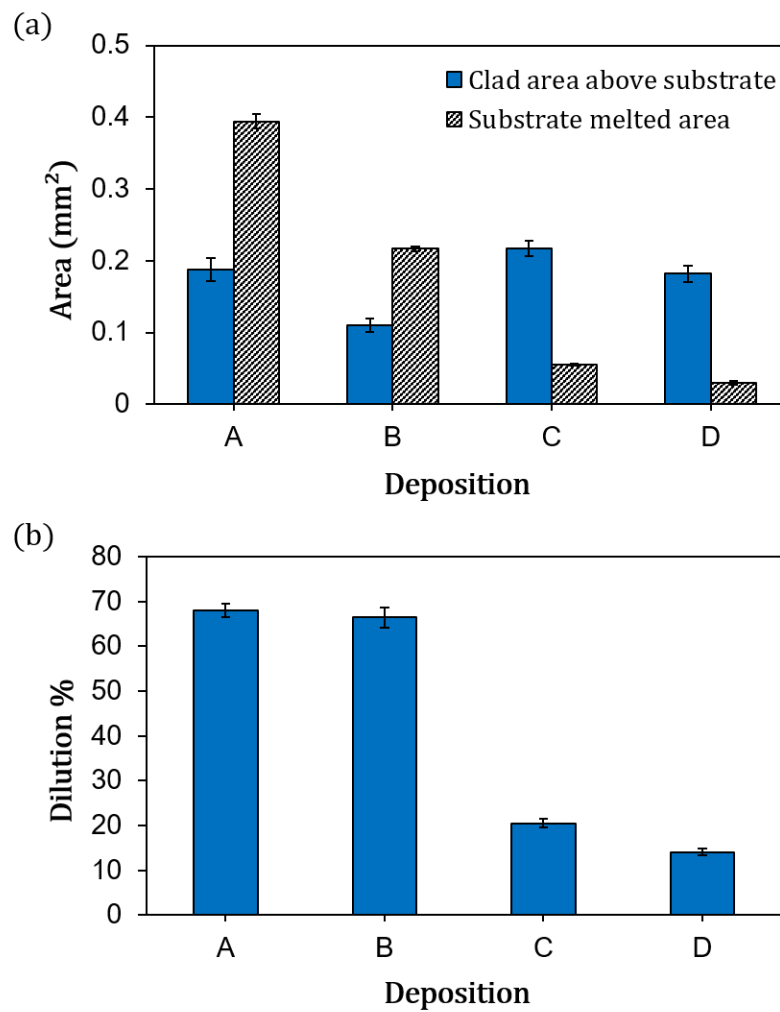 (a)
0.5
0.4
0.3
0.2
0.1
0
Area (mm²)
Clad area above substrate
Substrate melted area
A B C D
Deposition
(b)
80
70
60
50
40
30
20
10
0
Dilution %
A B C D
Deposition